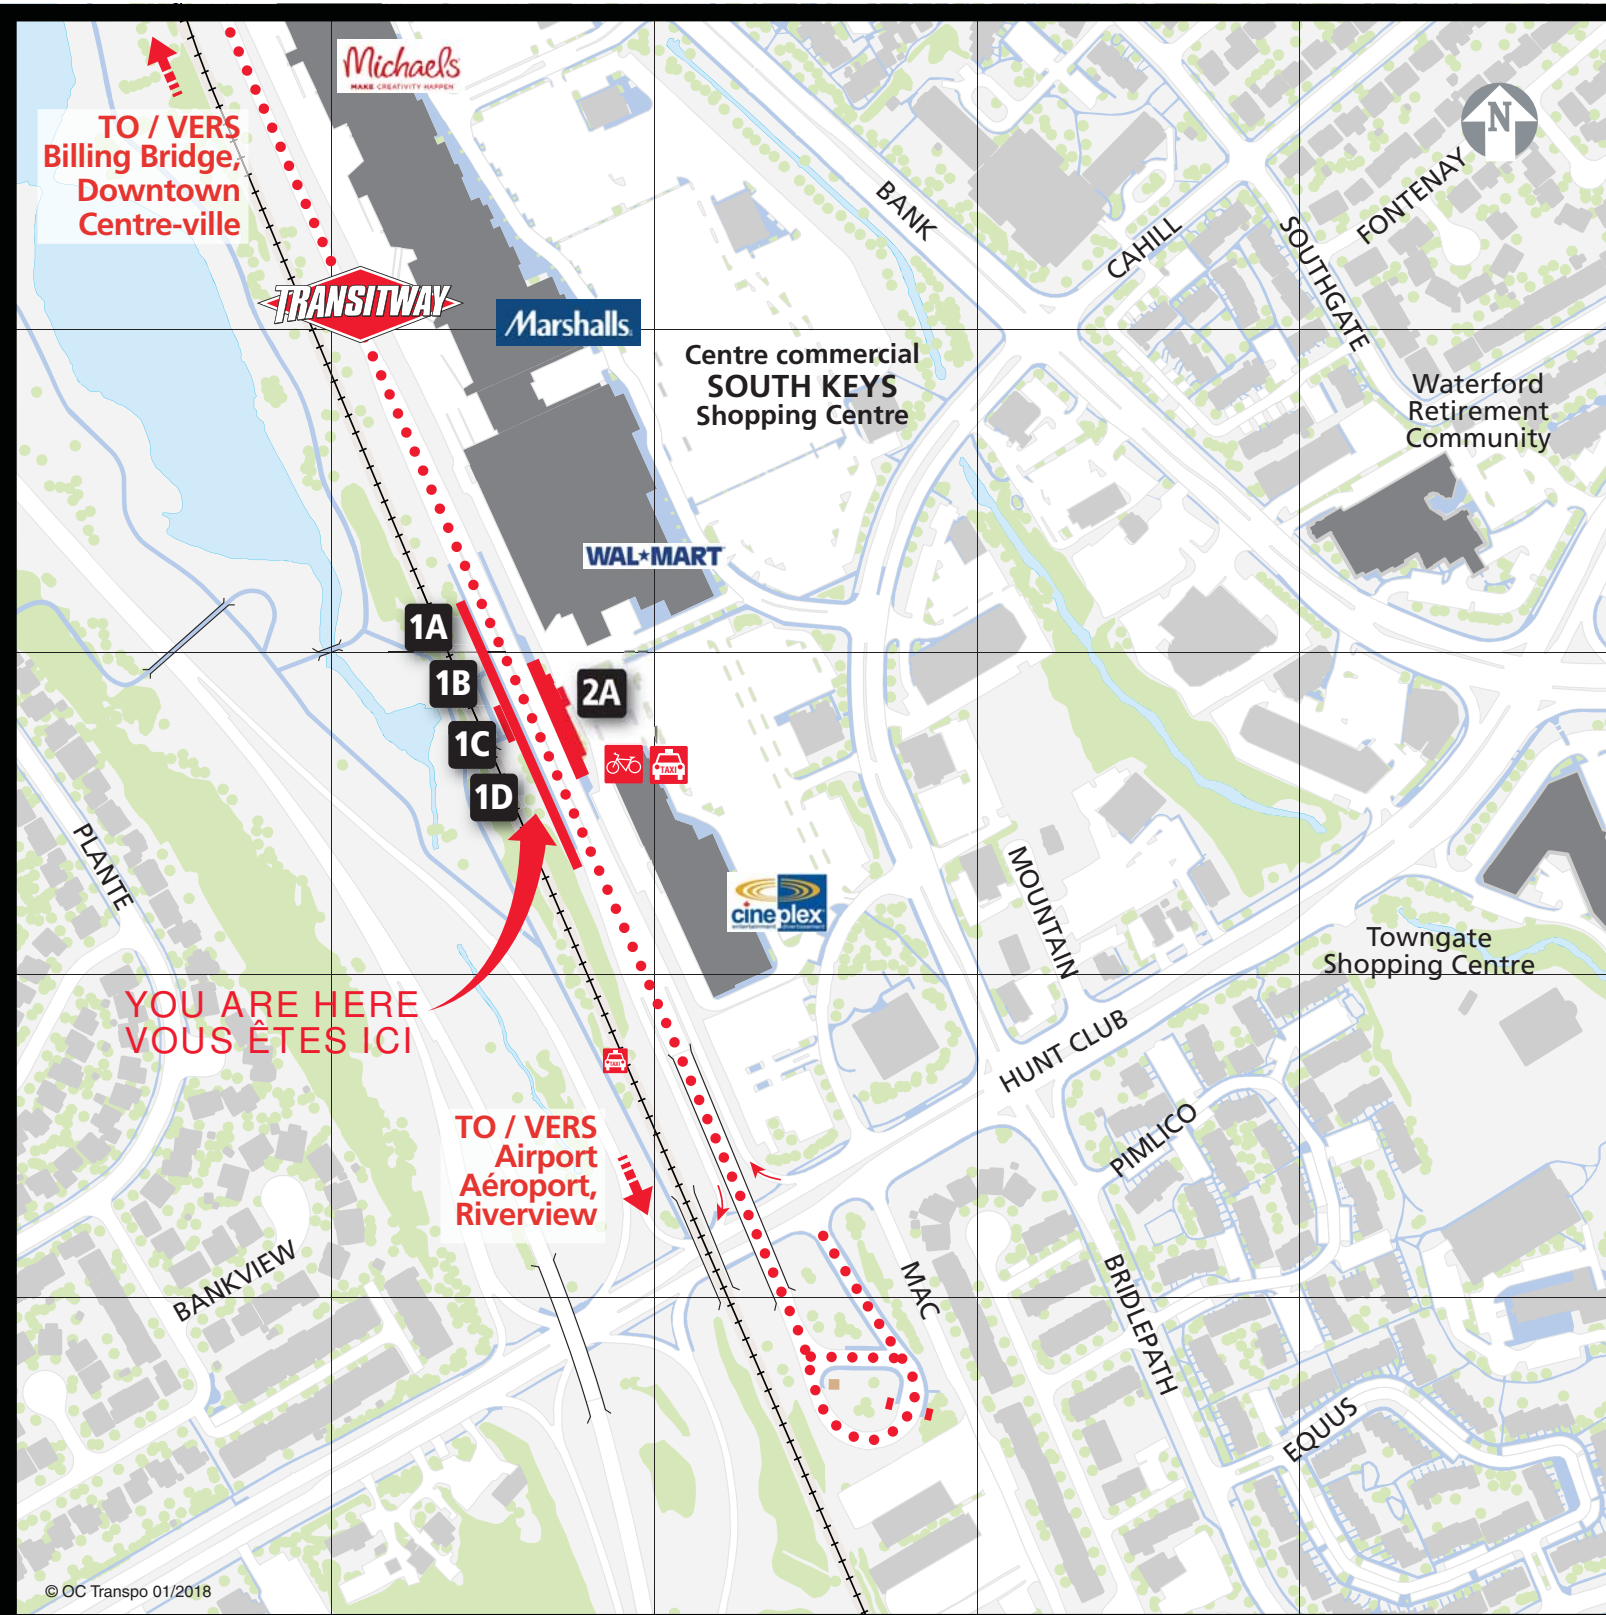 Michaels
MAKE CREATIVITY HAPPEN
N
TO / VERS
Billing Bridge,
Downtown
Centre-ville
BANK
CAHILL
SOUTHGATE
FONTENAY
TRANSITWAY
Marshalls
Centre commercial
SOUTH KEYS
Shopping Centre
Waterford
Retirement
Community
WAL★MART
1A
1B
1C
1D
2A
TAXI
PLANTE
MOUNTAIN
cineplex
entertainment
Towngate
Shopping Centre
YOU ARE HERE
VOUS ÊTES ICI
HUNT CLUB
TAXI
PIMLICO
TO / VERS
Airport
Aéroport,
Riverview
BANKVIEW
MAC
BRIDLEPATH
EQUUS
© OC Transpo 01/2018